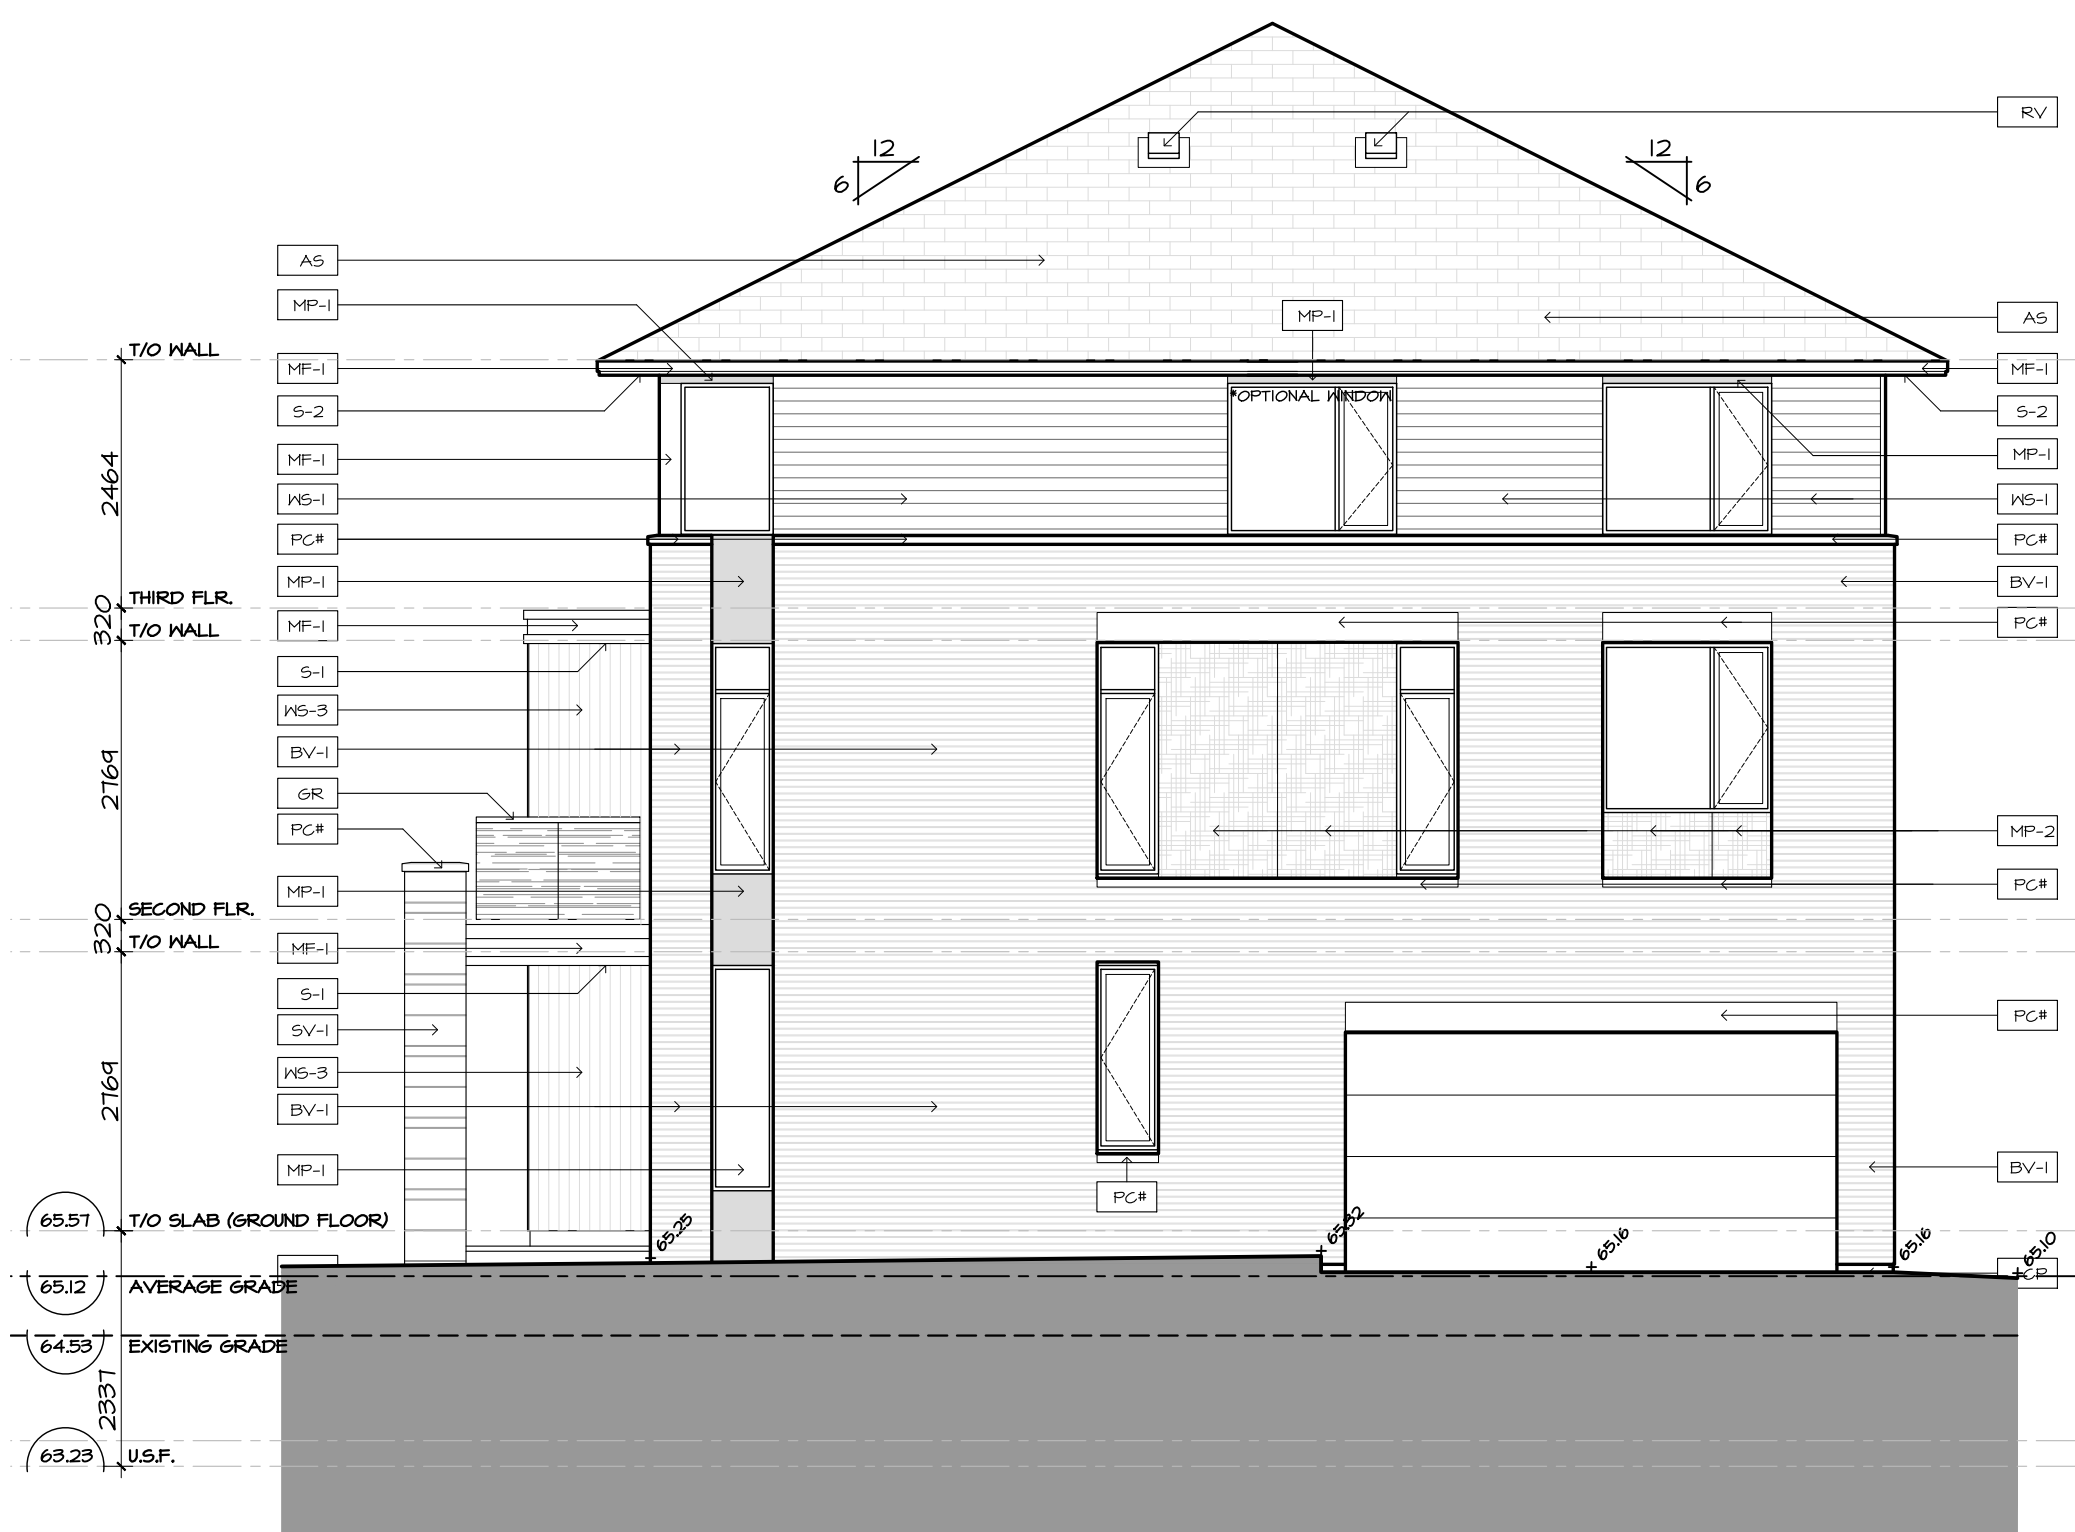 RV
12
6
12
6
AS
MP-1
MP-1
AS
T/O WALL
MF-1
MF-1
*OPTIONAL WINDOW
S-2
S-2
MF-1
MP-1
2464
WS-1
WS-1
PC#
PC#
MP-1
BV-1
THIRD FLR.
320
MF-1
PC#
T/O WALL
S-1
WS-3
BV-1
2769
GR
PC#
MP-2
MP-1
PC#
SECOND FLR.
320
T/O WALL
MF-1
S-1
SV-1
PC#
WS-3
2769
BV-1
MP-1
BV-1
PC#
65.57
T/O SLAB (GROUND FLOOR)
65.25
65.32
65.16
65.16
65.10
CP
65.12
AVERAGE GRADE
64.53
EXISTING GRADE
2337
63.23
U.S.F.